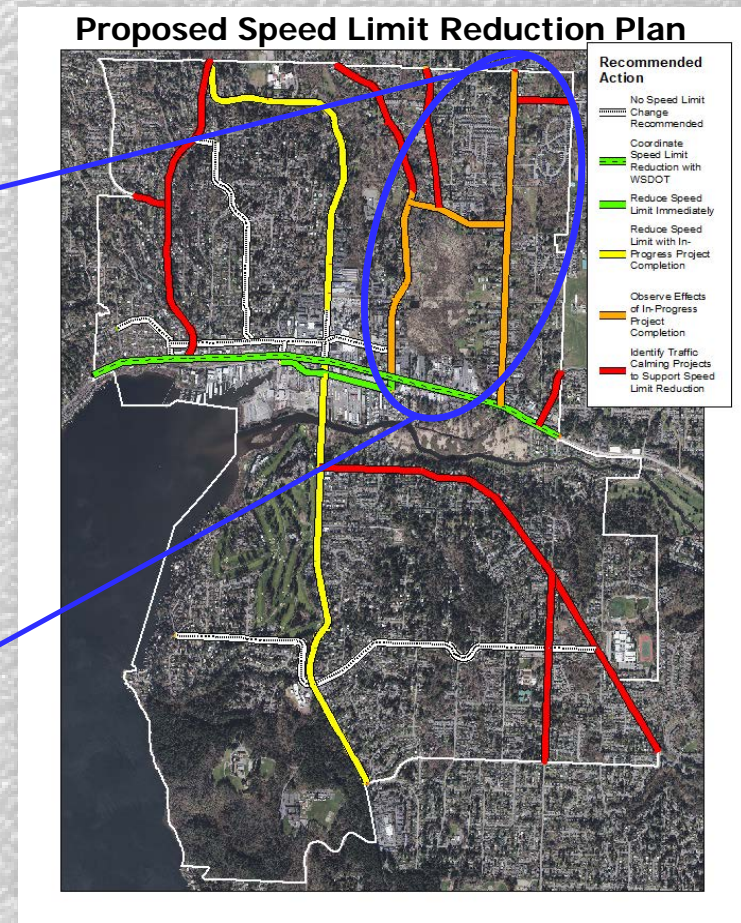 Proposed Speed Limit Reduction Plan
Recommended
Action
No Speed Limit
Change
Recommended
Coordinate
Speed Limit
Reduction with
WSDOT
Reduce Speed
Limit Immediately
Reduce Speed
Limit with In-
Progress Project
Completion
Observe Effects
of In-Progress
Project
Completion
Identify Traffic
Calming Projects
to Support Speed
Limit Reduction